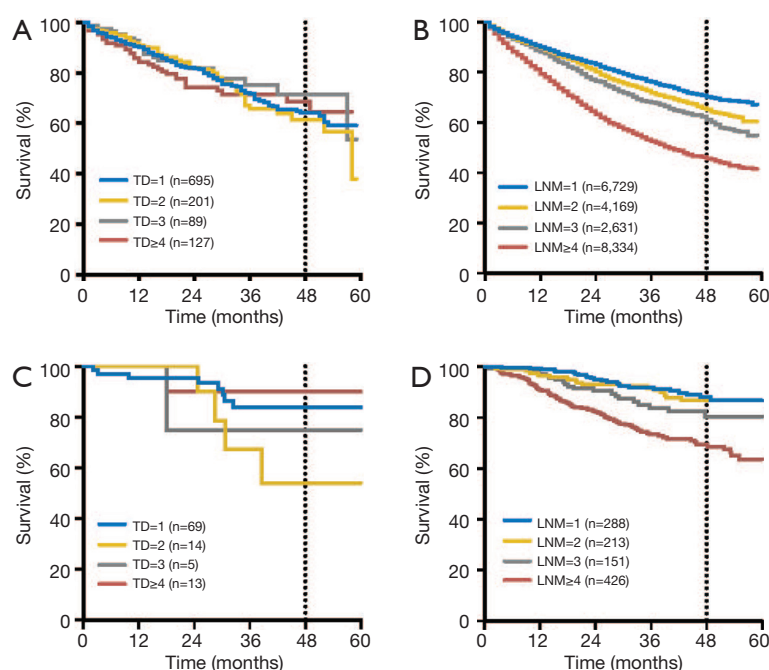 A
Survival (%)
100
80
60
40
20
0
TD=1 (n=695)
TD=2 (n=201)
TD=3 (n=89)
TD≥4 (n=127)
0 12 24 36 48 60
Time (months)
B
Survival (%)
100
80
60
40
20
0
LNM=1 (n=6,729)
LNM=2 (n=4,169)
LNM=3 (n=2,631)
LNM≥4 (n=8,334)
0 12 24 36 48 60
Time (months)
C
Survival (%)
100
80
60
40
20
0
TD=1 (n=69)
TD=2 (n=14)
TD=3 (n=5)
TD≥4 (n=13)
0 12 24 36 48 60
Time (months)
D
Survival (%)
100
80
60
40
20
0
LNM=1 (n=288)
LNM=2 (n=213)
LNM=3 (n=151)
LNM≥4 (n=426)
0 12 24 36 48 60
Time (months)